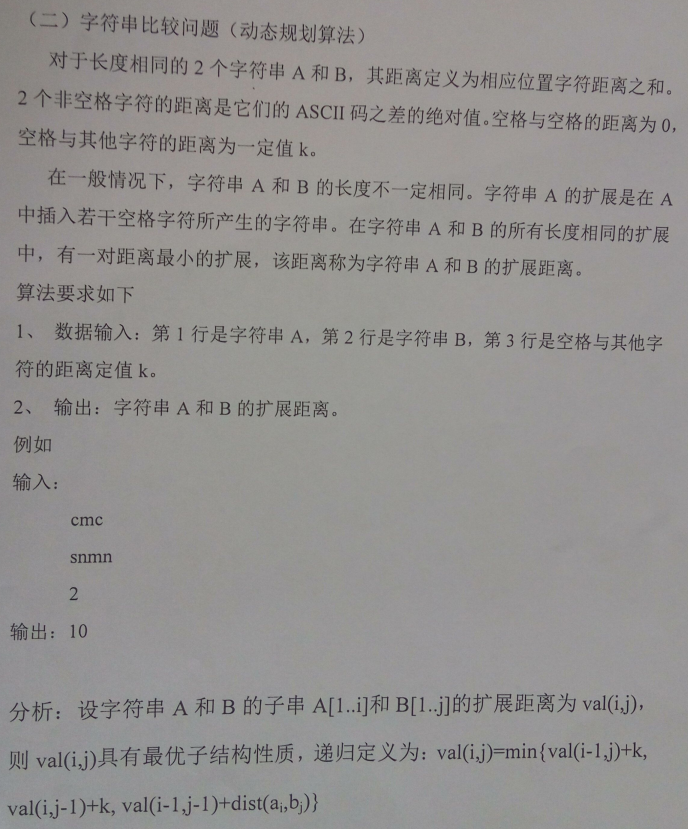 （二）字符串比较问题（动态规划算法）
对于长度相同的 2 个字符串 A 和 B，其距离定义为相应位置字符距离之和。
2 个非空格字符的距离是它们的 ASCII 码之差的绝对值。空格与空格的距离为 0，
空格与其他字符的距离为一定值 k。
在一般情况下，字符串 A 和 B 的长度不一定相同。字符串 A 的扩展是在 A
中插入若干空格字符所产生的字符串。在字符串 A 和 B 的所有长度相同的扩展
中，有一对距离最小的扩展，该距离称为字符串 A 和 B 的扩展距离。
算法要求如下
1、 数据输入：第 1 行是字符串 A，第 2 行是字符串 B，第 3 行是空格与其他字
符的距离定值 k。
2、 输出：字符串 A 和 B 的扩展距离。
例如
输入：
cmc
snmn
2
输出：10
分析：设字符串 A 和 B 的子串 A[1..i]和 B[1..j]的扩展距离为 val(i,j)，
则 val(i,j)具有最优子结构性质，递归定义为：val(i,j)=min{val(i-1,j)+k,
val(i,j-1)+k, val(i-1,j-1)+dist(aᵢ,bⱼ)}